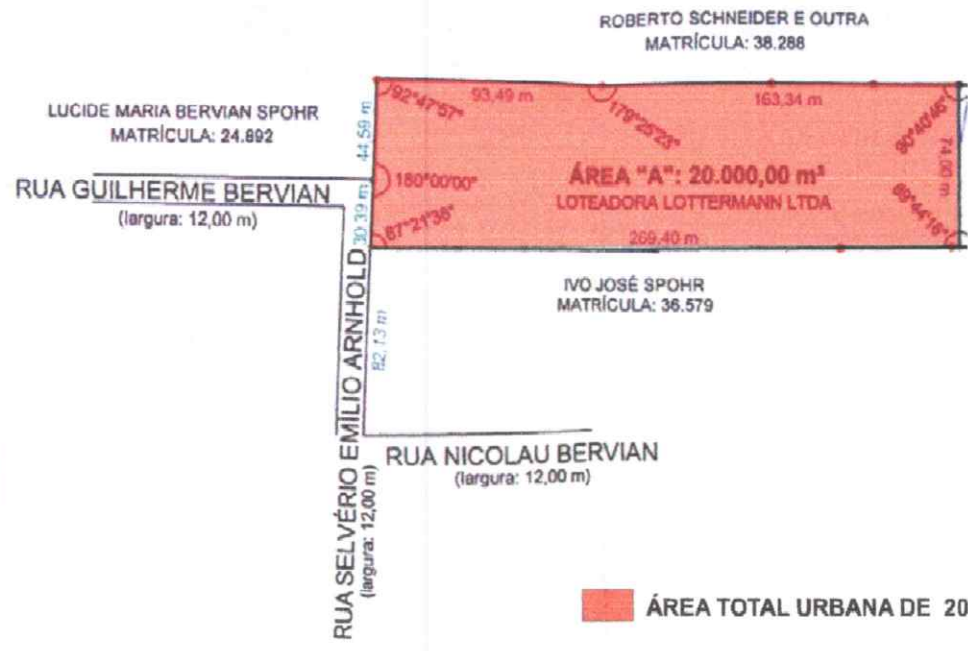 ROBERTO SCHNEIDER E OUTRA
MATRÍCULA: 38.288
LUCIDE MARIA BERVIAN SPOHR
MATRÍCULA: 24.892
92°47'57"
93,49 m
179°25'23"
163,34 m
90°40'46"
44,59 m
RUA GUILHERME BERVIAN
(largura: 12,00 m)
180°00'00"
ÁREA "A": 20.000,00 m²
LOTEADORA LOTTERMANN LTDA
74,00 m
30,39 m
87°21'38"
269,40 m
89°44'16"
IVO JOSÉ SPOHR
MATRÍCULA: 36.579
82,13 m
RUA SELVÉRIO EMÍLIO ARNHOLD
(largura: 12,00 m)
RUA NICOLAU BERVIAN
(largura: 12,00 m)
ÁREA TOTAL URBANA DE 20